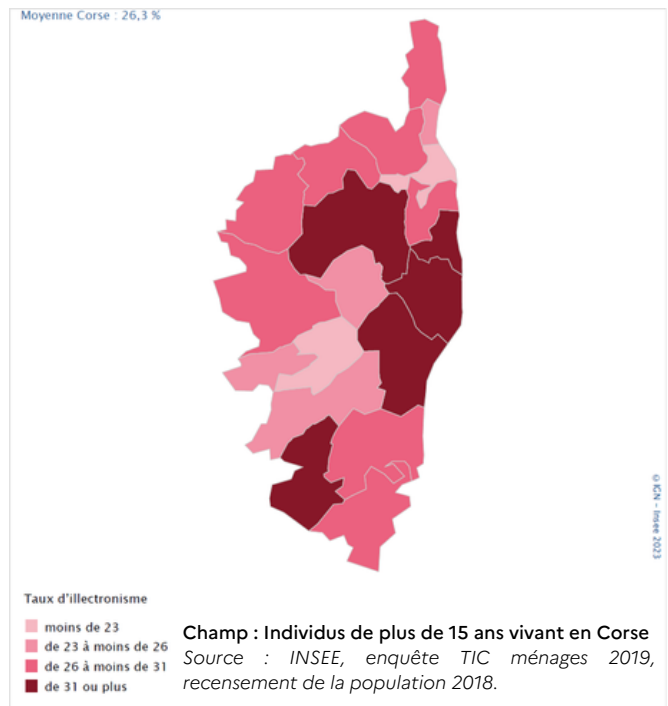 Moyenne Corse : 26,3 %
© IGN - Insee 2023
Taux d'illectronisme
moins de 23
de 23 à moins de 26
de 26 à moins de 31
de 31 ou plus
Champ : Individus de plus de 15 ans vivant en Corse
Source : INSEE, enquête TIC ménages 2019,
recensement de la population 2018.